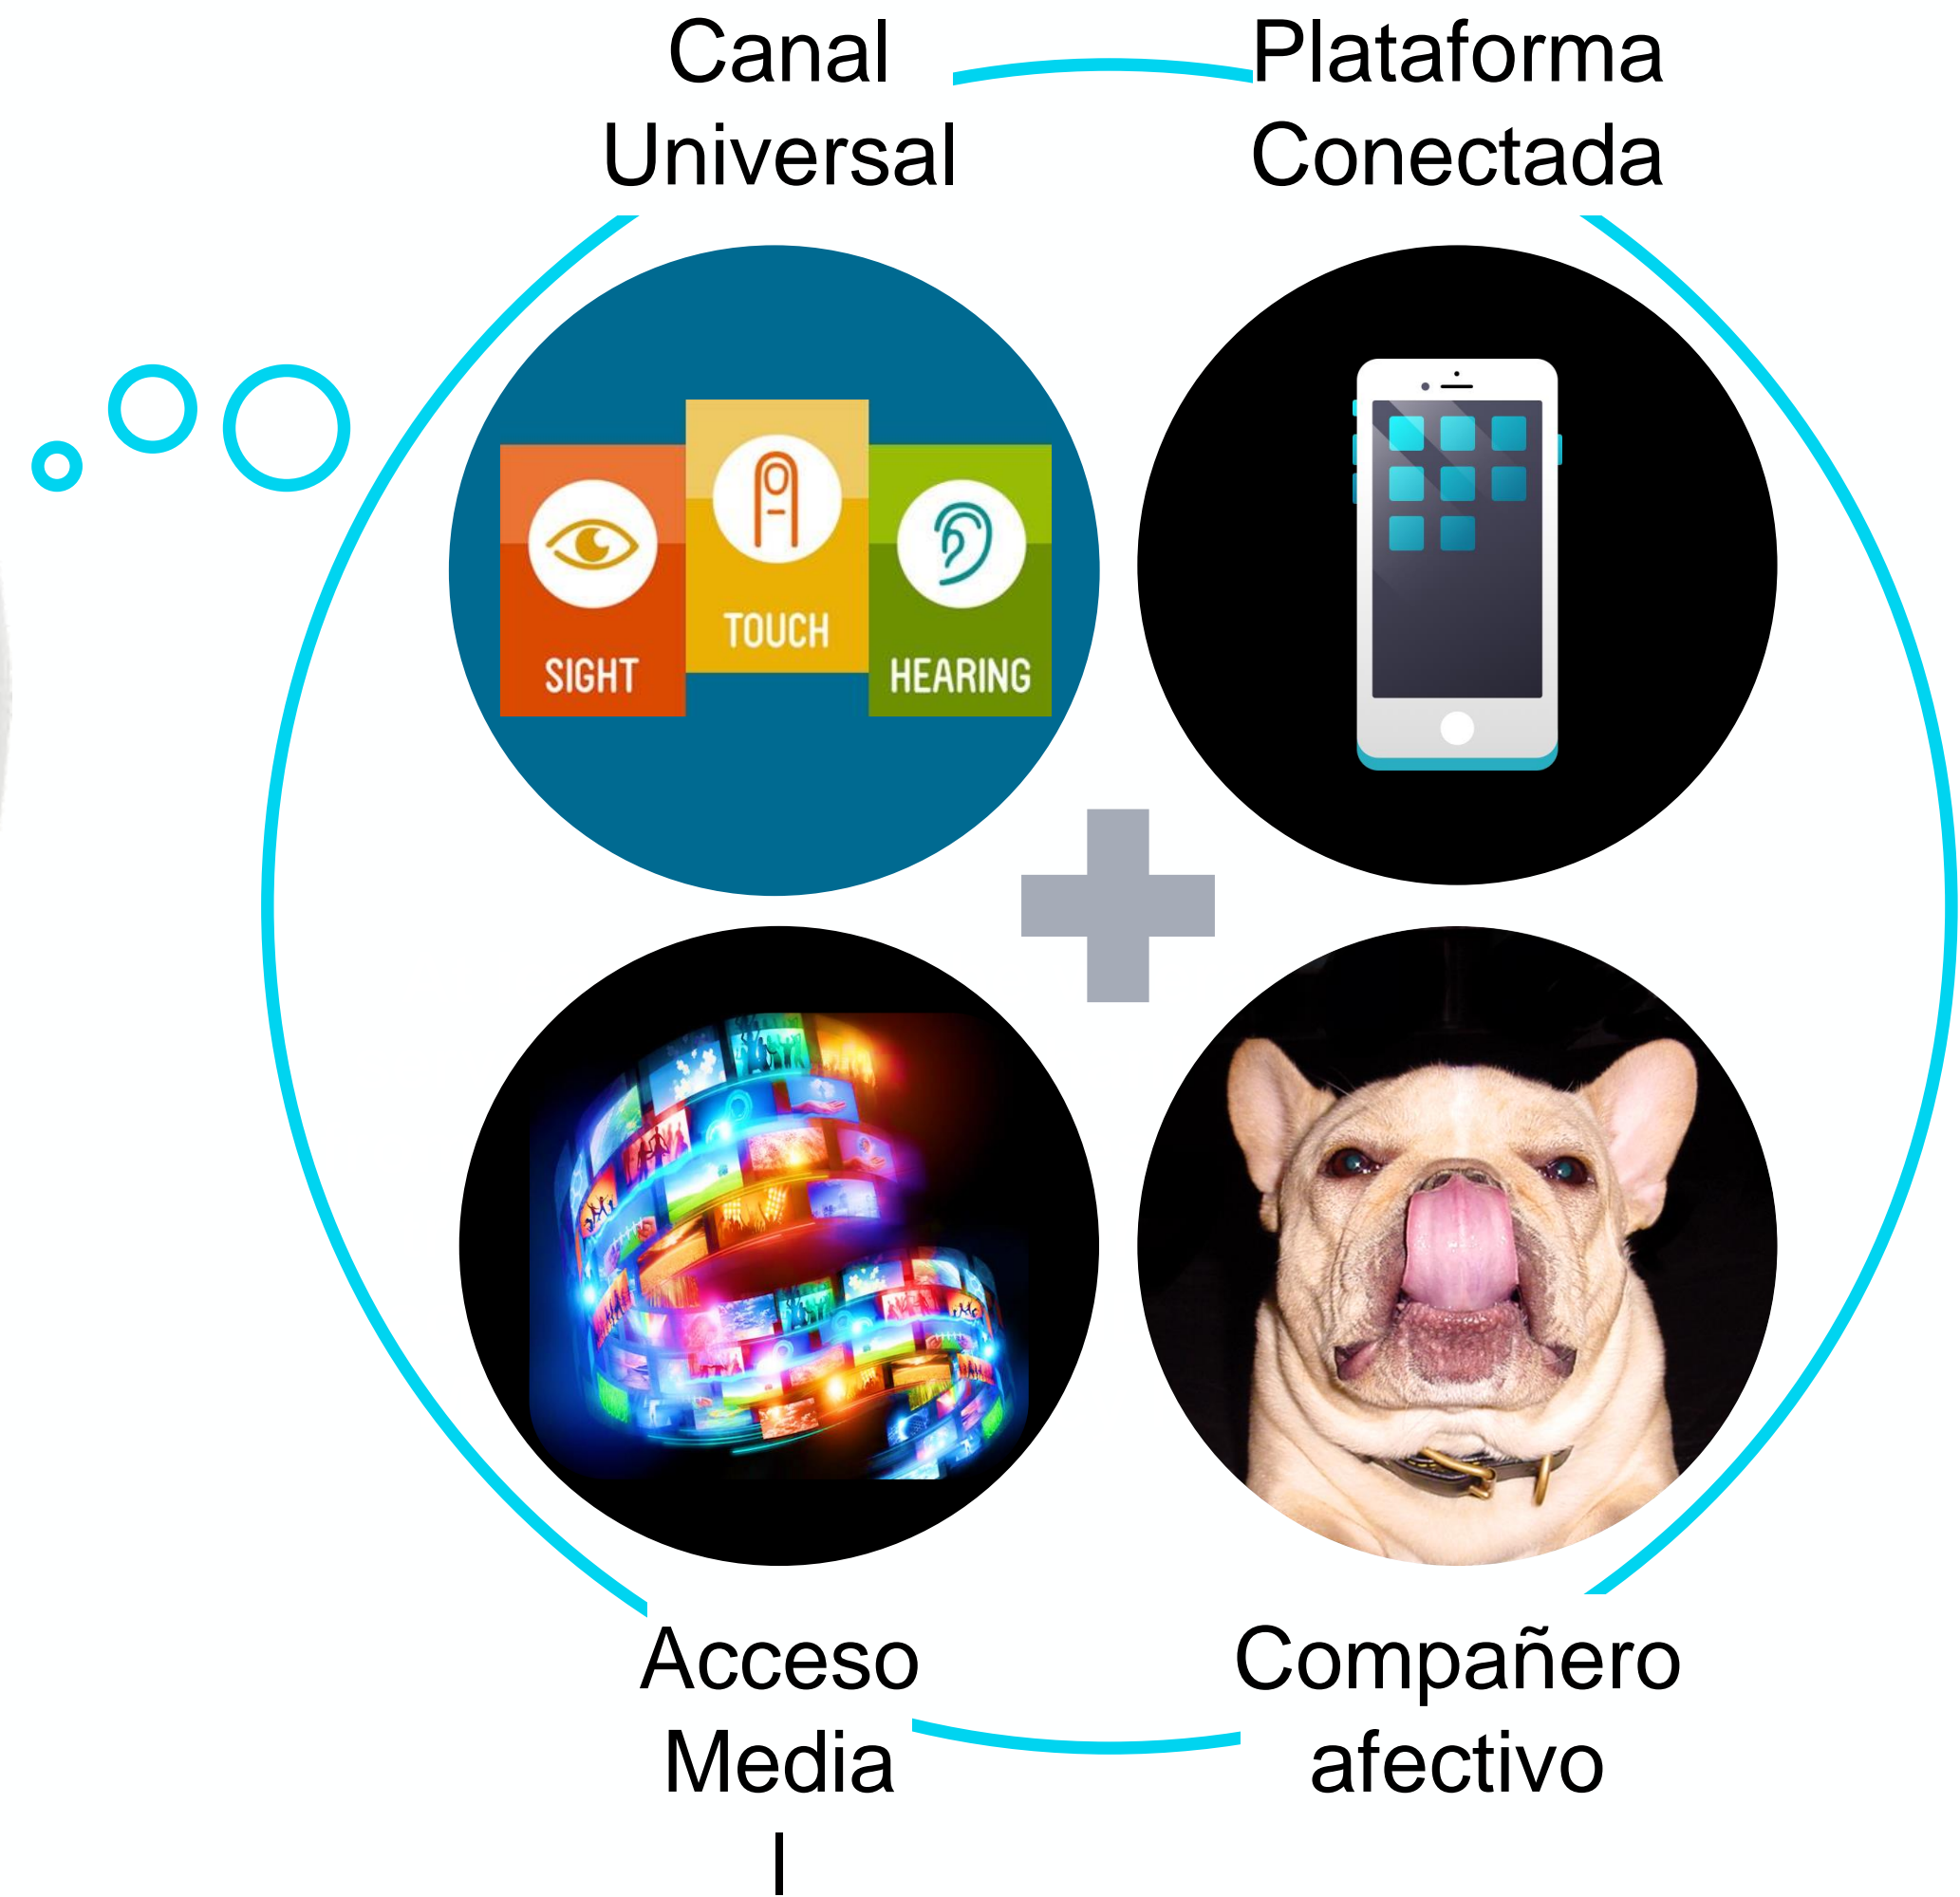 Canal
Universal
Plataforma
Conectada
SIGHT
TOUCH
HEARING
Acceso
Media
l
Compañero
afectivo